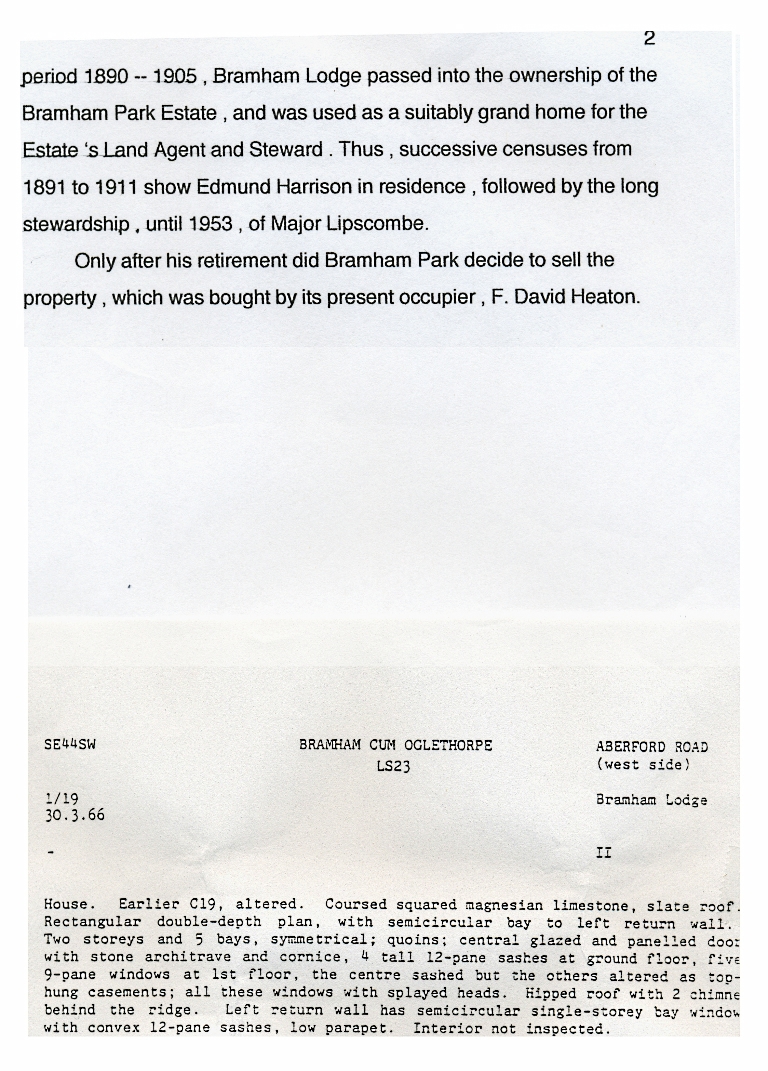 2
period 1890 -- 1905 , Bramham Lodge passed into the ownership of the
Bramham Park Estate , and was used as a suitably grand home for the
Estate 's Land Agent and Steward . Thus , successive censuses from
1891 to 1911 show Edmund Harrison in residence , followed by the long
stewardship , until 1953 , of Major Lipscombe.
Only after his retirement did Bramham Park decide to sell the
property , which was bought by its present occupier , F. David Heaton.
SE44SW BRAMHAM CUM OGLETHORPE ABERFORD ROAD
LS23 (west side)
1/19 Bramham Lodge
30.3.66
- II
House. Earlier C19, altered. Coursed squared magnesian limestone, slate roof.
Rectangular double-depth plan, with semicircular bay to left return wall.
Two storeys and 5 bays, symmetrical; quoins; central glazed and panelled door
with stone architrave and cornice, 4 tall 12-pane sashes at ground floor, five
9-pane windows at 1st floor, the centre sashed but the others altered as top-
hung casements; all these windows with splayed heads. Hipped roof with 2 chimne
behind the ridge. Left return wall has semicircular single-storey bay window
with convex 12-pane sashes, low parapet. Interior not inspected.